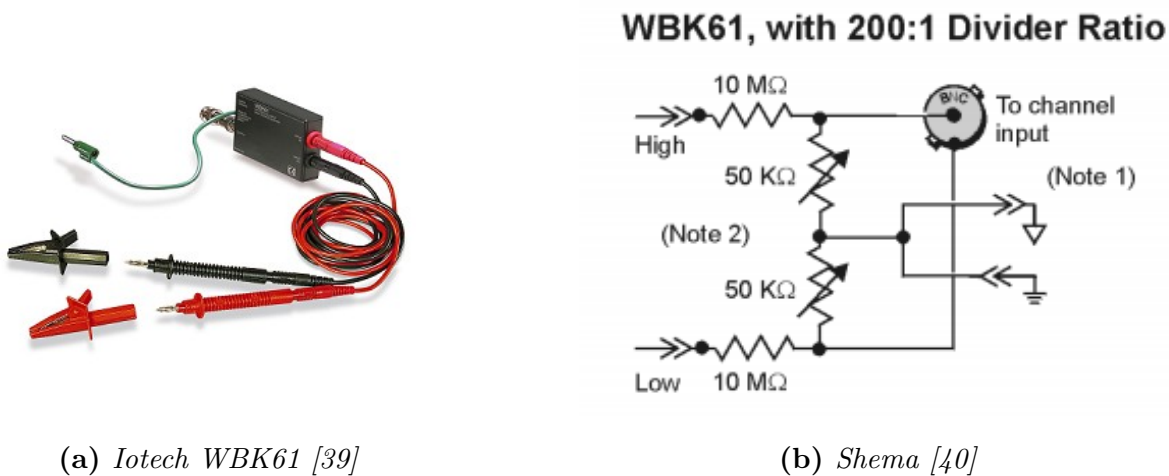 WBK61, with 200:1 Divider Ratio
10 MΩ
High
BNC
To channel
input
50 KΩ
(Note 1)
(Note 2)
50 KΩ
Low
10 MΩ
(a) Iotech WBK61 [39]
(b) Shema [40]